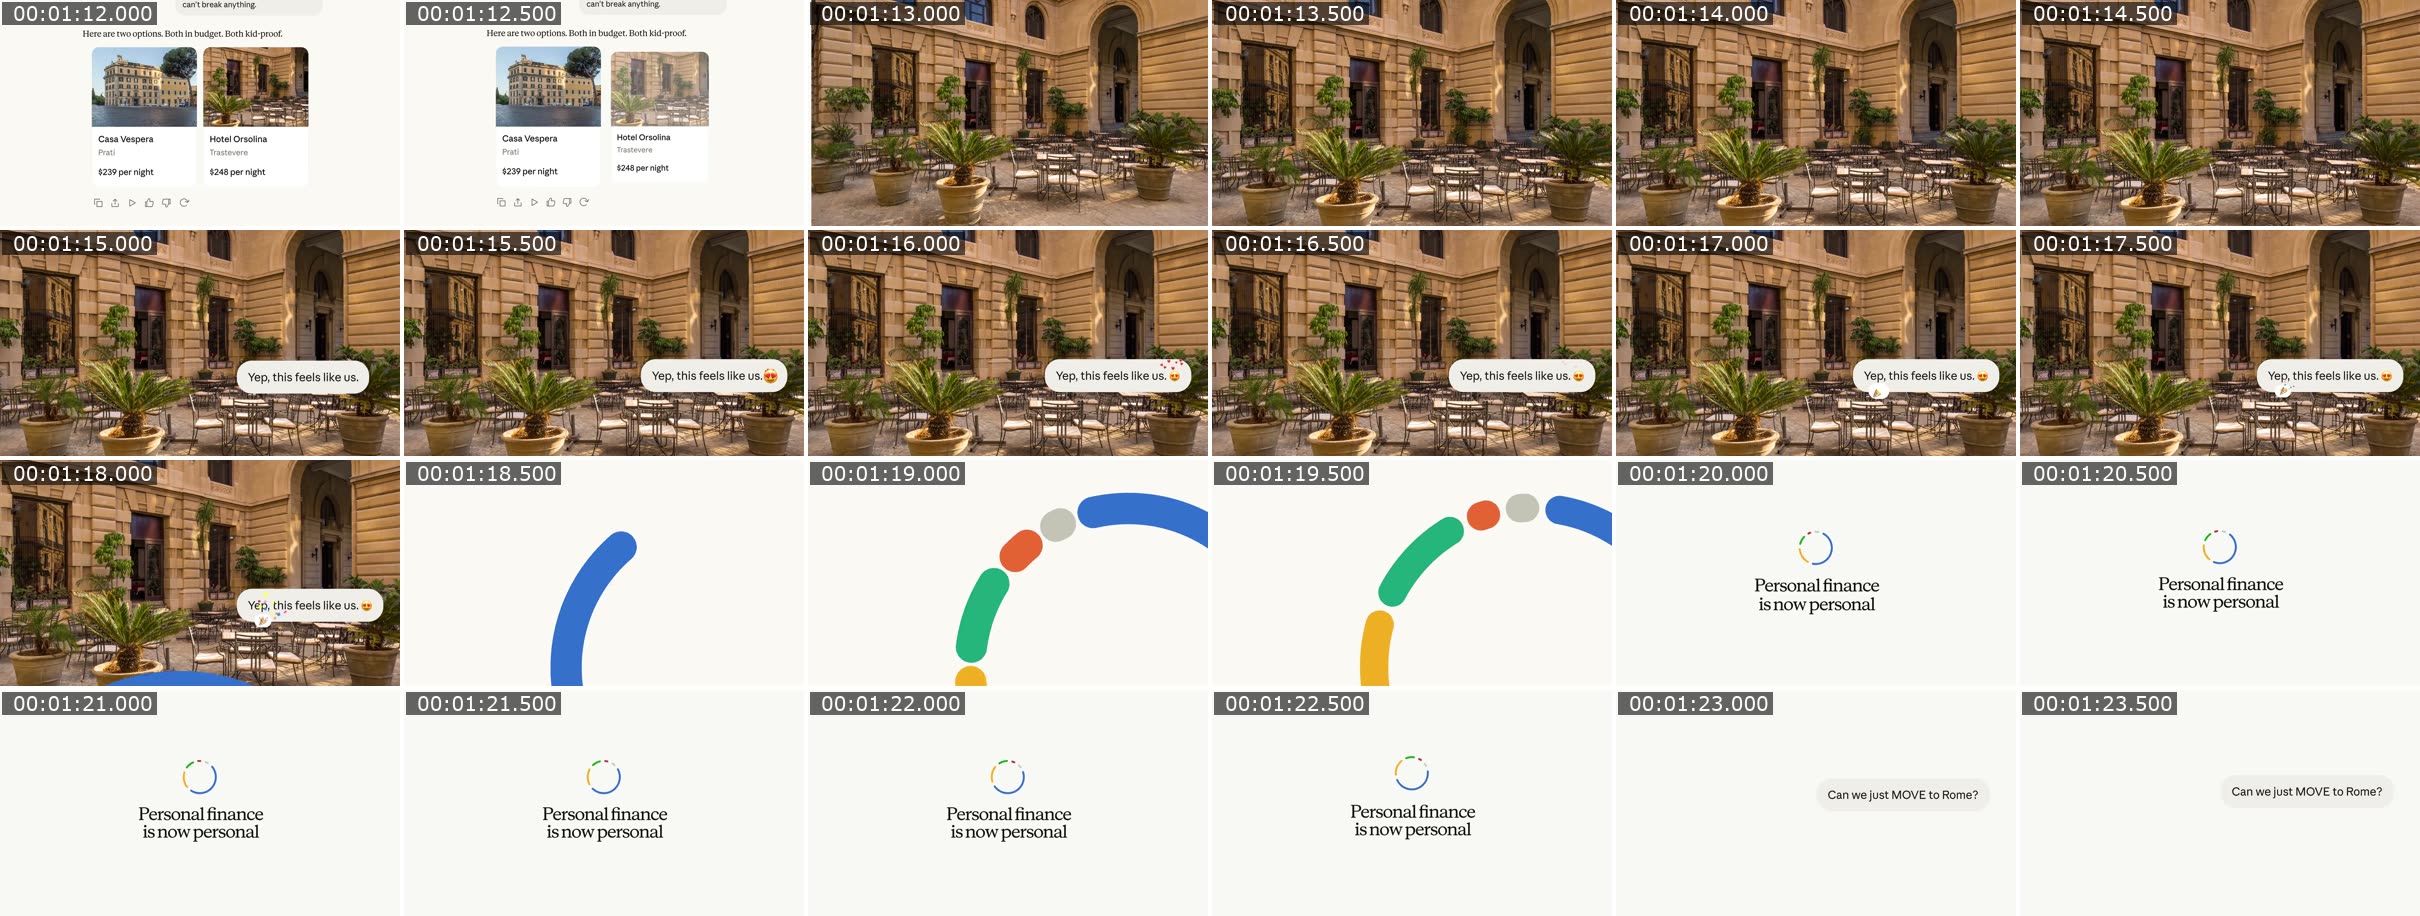 00:00:01:12.000
can't break anything.
Here are two options. Both in budget. Both kid-proof.
Casa Vespera
Prati
$239 per night
Hotel Orsolina
Trastevere
$248 per night
00:00:01:12.500
can't break anything.
Here are two options. Both in budget. Both kid-proof.
Casa Vespera
Prati
$239 per night
Hotel Orsolina
Trastevere
$248 per night
00:01:13.000
00:01:13.500
00:01:14.000
00:01:14.500
00:01:15.000
Yep, this feels like us.
00:01:15.500
Yep, this feels like us.😍
00:01:16.000
Yep, this feels like us. 😍
00:01:16.500
Yep, this feels like us. 😍
00:01:17.000
Yep, this feels like us. 😍
00:01:17.500
Yep, this feels like us. 😍
00:01:18.000
Yep, this feels like us. 😍
00:01:18.500
00:01:19.000
00:01:19.500
00:01:20.000
Personal finance
is now personal
00:01:20.500
Personal finance
is now personal
00:01:21.000
Personal finance
is now personal
00:01:21.500
Personal finance
is now personal
00:01:22.000
Personal finance
is now personal
00:01:22.500
Personal finance
is now personal
00:01:23.000
Can we just MOVE to Rome?
00:01:23.500
Can we just MOVE to Rome?